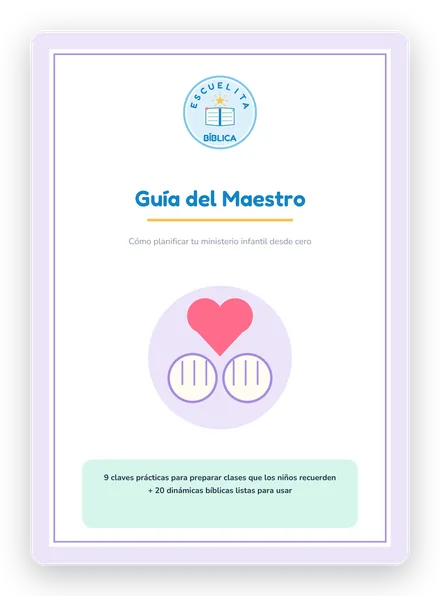 ESCUELITA
BÍBLICA
Guía del Maestro
Cómo planificar tu ministerio infantil desde cero
9 claves prácticas para preparar clases que los niños recuerden
+ 20 dinámicas bíblicas listas para usar